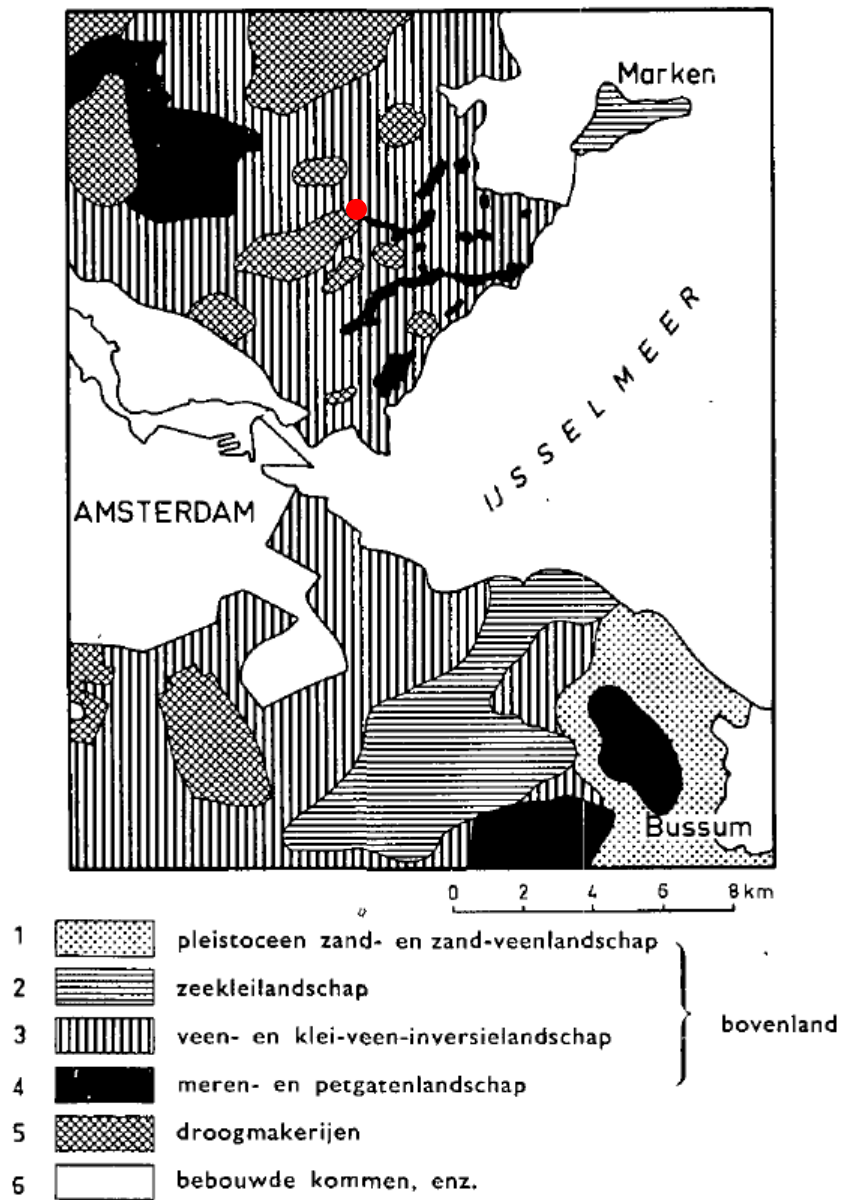 Marken
IJSSELMEER
AMSTERDAM
Bussum
0 2 4 6 8 km
1 pleistoceen zand- en zand-veenlandschap
2 zeekleilandschap
3 veen- en klei-veen-inversielandschap
bovenland
4 meren- en petgatenlandschap
5 droogmakerijen
6 bebouwde kommen, enz.